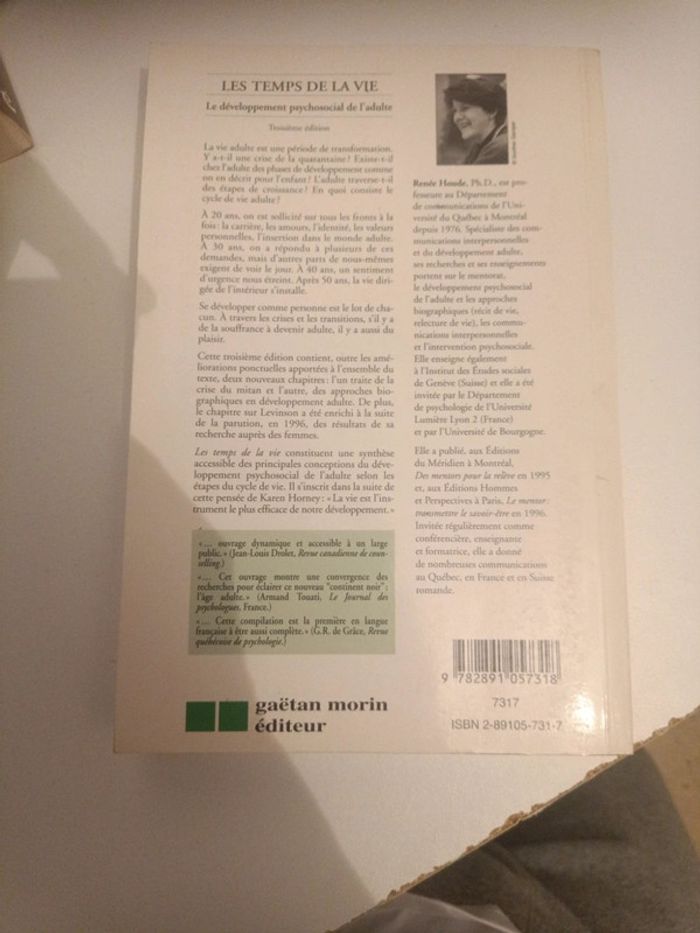 LES TEMPS DE LA VIE
Le développement psychosocial de l'adulte
Troisième édition
La vie adulte est une période de transformation.
Y a-t-il une crise de la quarantaine? Existe-t-il
chez l'adulte des phases de développement comme
on en décrit pour l'enfant? L'adulte traverse-t-il
des étapes de croissance? En quoi consiste le
cycle de vie adulte?
À 20 ans, on est sollicité sur tous les fronts à la
fois: la carrière, les amours, l'identité, les valeurs
personnelles, l'insertion dans le monde adulte.
À 30 ans, on a répondu à plusieurs de ces
demandes, mais d'autres parts de nous-mêmes
exigent de voir le jour. À 40 ans, un sentiment
d'urgence nous étreint. Après 50 ans, la vie diri-
gée de l'intérieur s'installe.
Se développer comme personne est le lot de cha-
cun. À travers les crises et les transitions, s'il y a
de la souffrance à devenir adulte, il y a aussi du
plaisir.
Cette troisième édition contient, outre les amé-
liorations ponctuelles apportées à l'ensemble du
texte, deux nouveaux chapitres: l'un traite de la
crise du mitan et l'autre, des approches bio-
graphiques en développement adulte. De plus,
le chapitre sur Levinson a été enrichi à la suite
de la parution, en 1996, des résultats de sa
recherche auprès des femmes.
Les temps de la vie constituent une synthèse
accessible des principales conceptions du déve-
loppement psychosocial de l'adulte selon les
étapes du cycle de vie. Il s'inscrit dans la suite de
cette pensée de Karen Horney: « La vie est l'ins-
trument le plus efficace de notre développement. »
«... ouvrage dynamique et accessible à un large
public. » (Jean-Louis Drolet, Revue canadienne de coun-
selling.)
«... Cet ouvrage montre une convergence des
recherches pour éclairer ce nouveau "continent noir":
l'âge adulte. » (Armand Touati, Le Journal des
psychologues, France.)
«... Cette compilation est la première en langue
française à être aussi complète. » (G.R. de Grâce, Revue
québécoise de psychologie.)
gaëtan morin
éditeur
Renée Houde, Ph.D., est pro-
fesseure au Département
de communications de l'Uni-
versité du Québec à Montréal
depuis 1976. Spécialiste des com-
munications interpersonnelles
et du développement adulte,
ses recherches et ses enseignements
portent sur le mentorat,
le développement psychosocial
de l'adulte et les approches
biographiques (récit de vie,
relecture de vie), les commu-
nications interpersonnelles
et l'intervention psychosociale.
Elle enseigne également
à l'Institut des Études sociales
de Genève (Suisse) et elle a été
invitée par le Département
de psychologie de l'Université
Lumière Lyon 2 (France)
et par l'Université de Bourgogne.
Elle a publié, aux Éditions
du Méridien à Montréal,
Des mentors pour la relève en 1995
et, aux Éditions Hommes
et Perspectives à Paris, Le mentor:
transmettre le savoir-être en 1996.
Invitée régulièrement comme
conférencière, enseignante
et formatrice, elle a donné
de nombreuses communications
au Québec, en France et en Suisse
romande.
9 782891 057318
7317
ISBN 2-89105-731-7